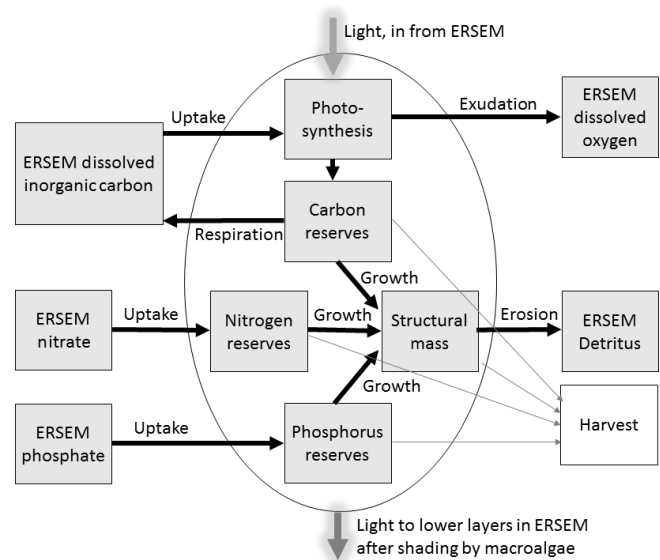 Light, in from ERSEM
Uptake
Photo-
synthesis
Exudation
ERSEM
dissolved
oxygen
ERSEM dissolved
inorganic carbon
Carbon
reserves
Respiration
Growth
ERSEM
nitrate
Uptake
Nitrogen
reserves
Growth
Structural
mass
Erosion
ERSEM
Detritus
Growth
ERSEM
phosphate
Uptake
Phosphorus
reserves
Harvest
Light to lower layers in ERSEM
after shading by macroalgae